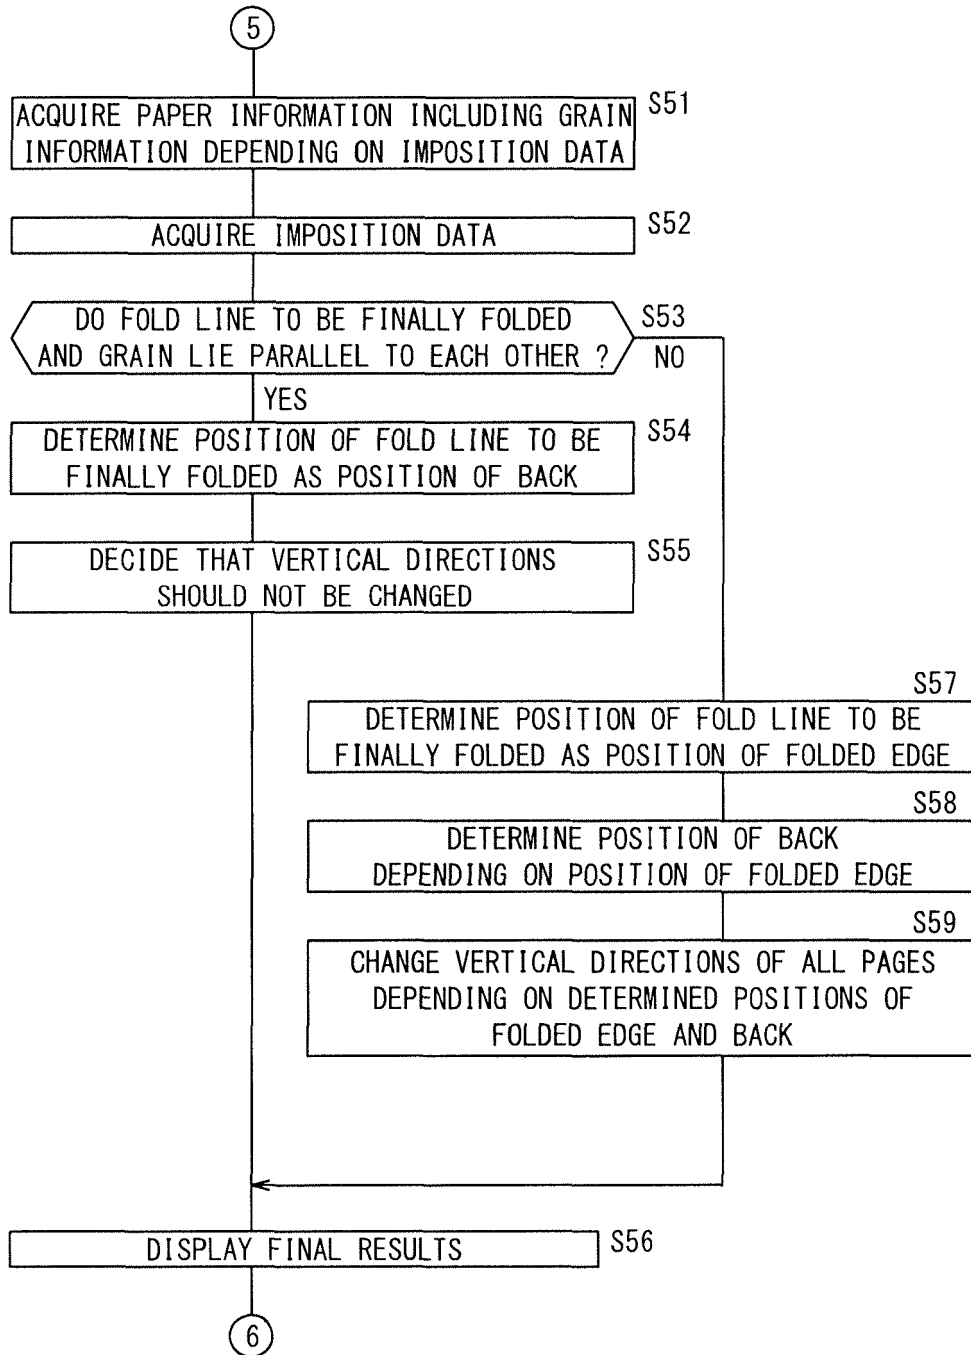 5
ACQUIRE PAPER INFORMATION INCLUDING GRAIN
INFORMATION DEPENDING ON IMPOSITION DATA
S51
ACQUIRE IMPOSITION DATA
S52
DO FOLD LINE TO BE FINALLY FOLDED
AND GRAIN LIE PARALLEL TO EACH OTHER ?
S53
NO
YES
DETERMINE POSITION OF FOLD LINE TO BE
FINALLY FOLDED AS POSITION OF BACK
S54
DECIDE THAT VERTICAL DIRECTIONS
SHOULD NOT BE CHANGED
S55
S57
DETERMINE POSITION OF FOLD LINE TO BE
FINALLY FOLDED AS POSITION OF FOLDED EDGE
S58
DETERMINE POSITION OF BACK
DEPENDING ON POSITION OF FOLDED EDGE
S59
CHANGE VERTICAL DIRECTIONS OF ALL PAGES
DEPENDING ON DETERMINED POSITIONS OF
FOLDED EDGE AND BACK
DISPLAY FINAL RESULTS
S56
6